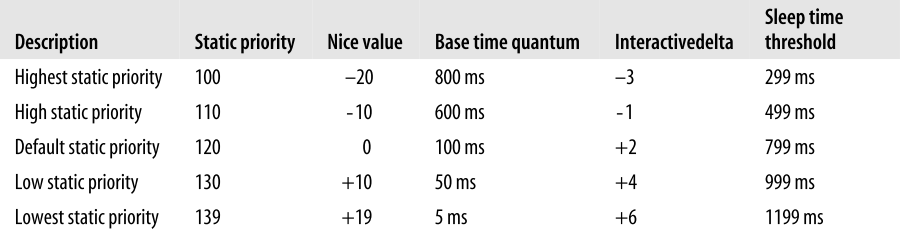 Description Static priority Nice value Base time quantum Interactivedelta Sleep time threshold
Highest static priority 100 –20 800 ms –3 299 ms
High static priority 110 -10 600 ms -1 499 ms
Default static priority 120 0 100 ms +2 799 ms
Low static priority 130 +10 50 ms +4 999 ms
Lowest static priority 139 +19 5 ms +6 1199 ms